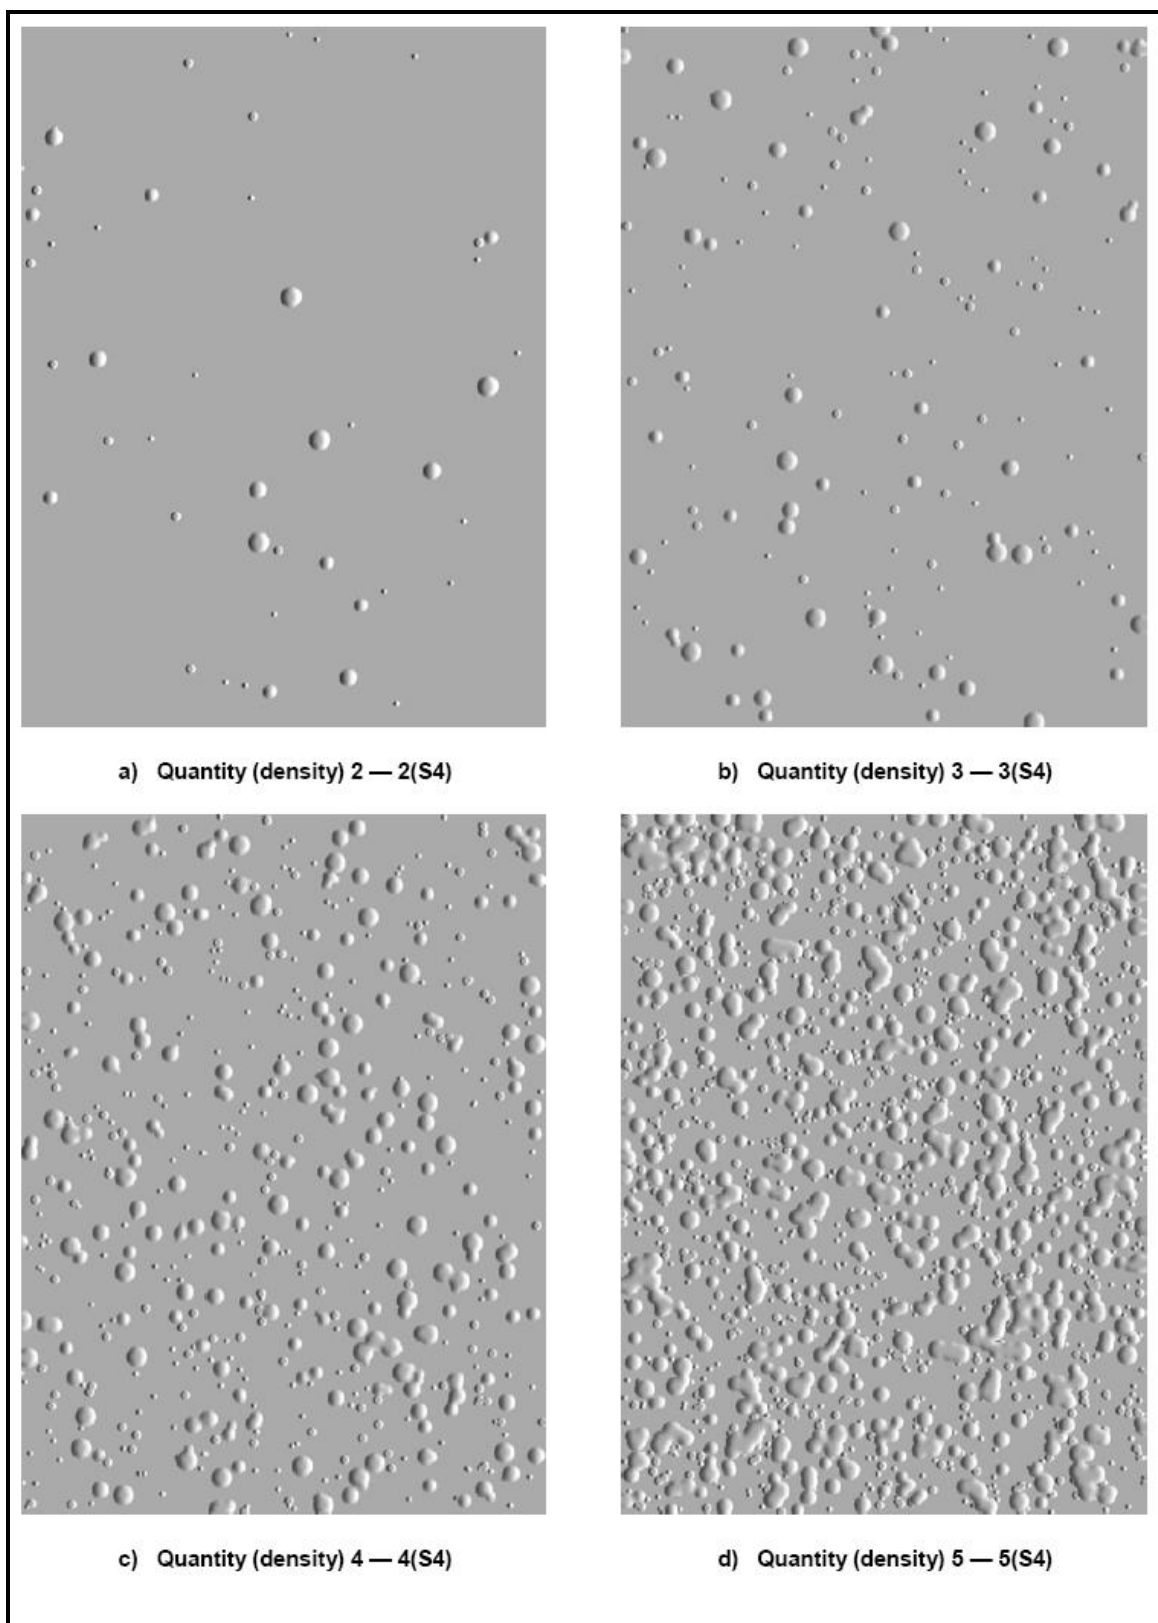 a) Quantity (density) 2 — 2(S4)
b) Quantity (density) 3 — 3(S4)
c) Quantity (density) 4 — 4(S4)
d) Quantity (density) 5 — 5(S4)